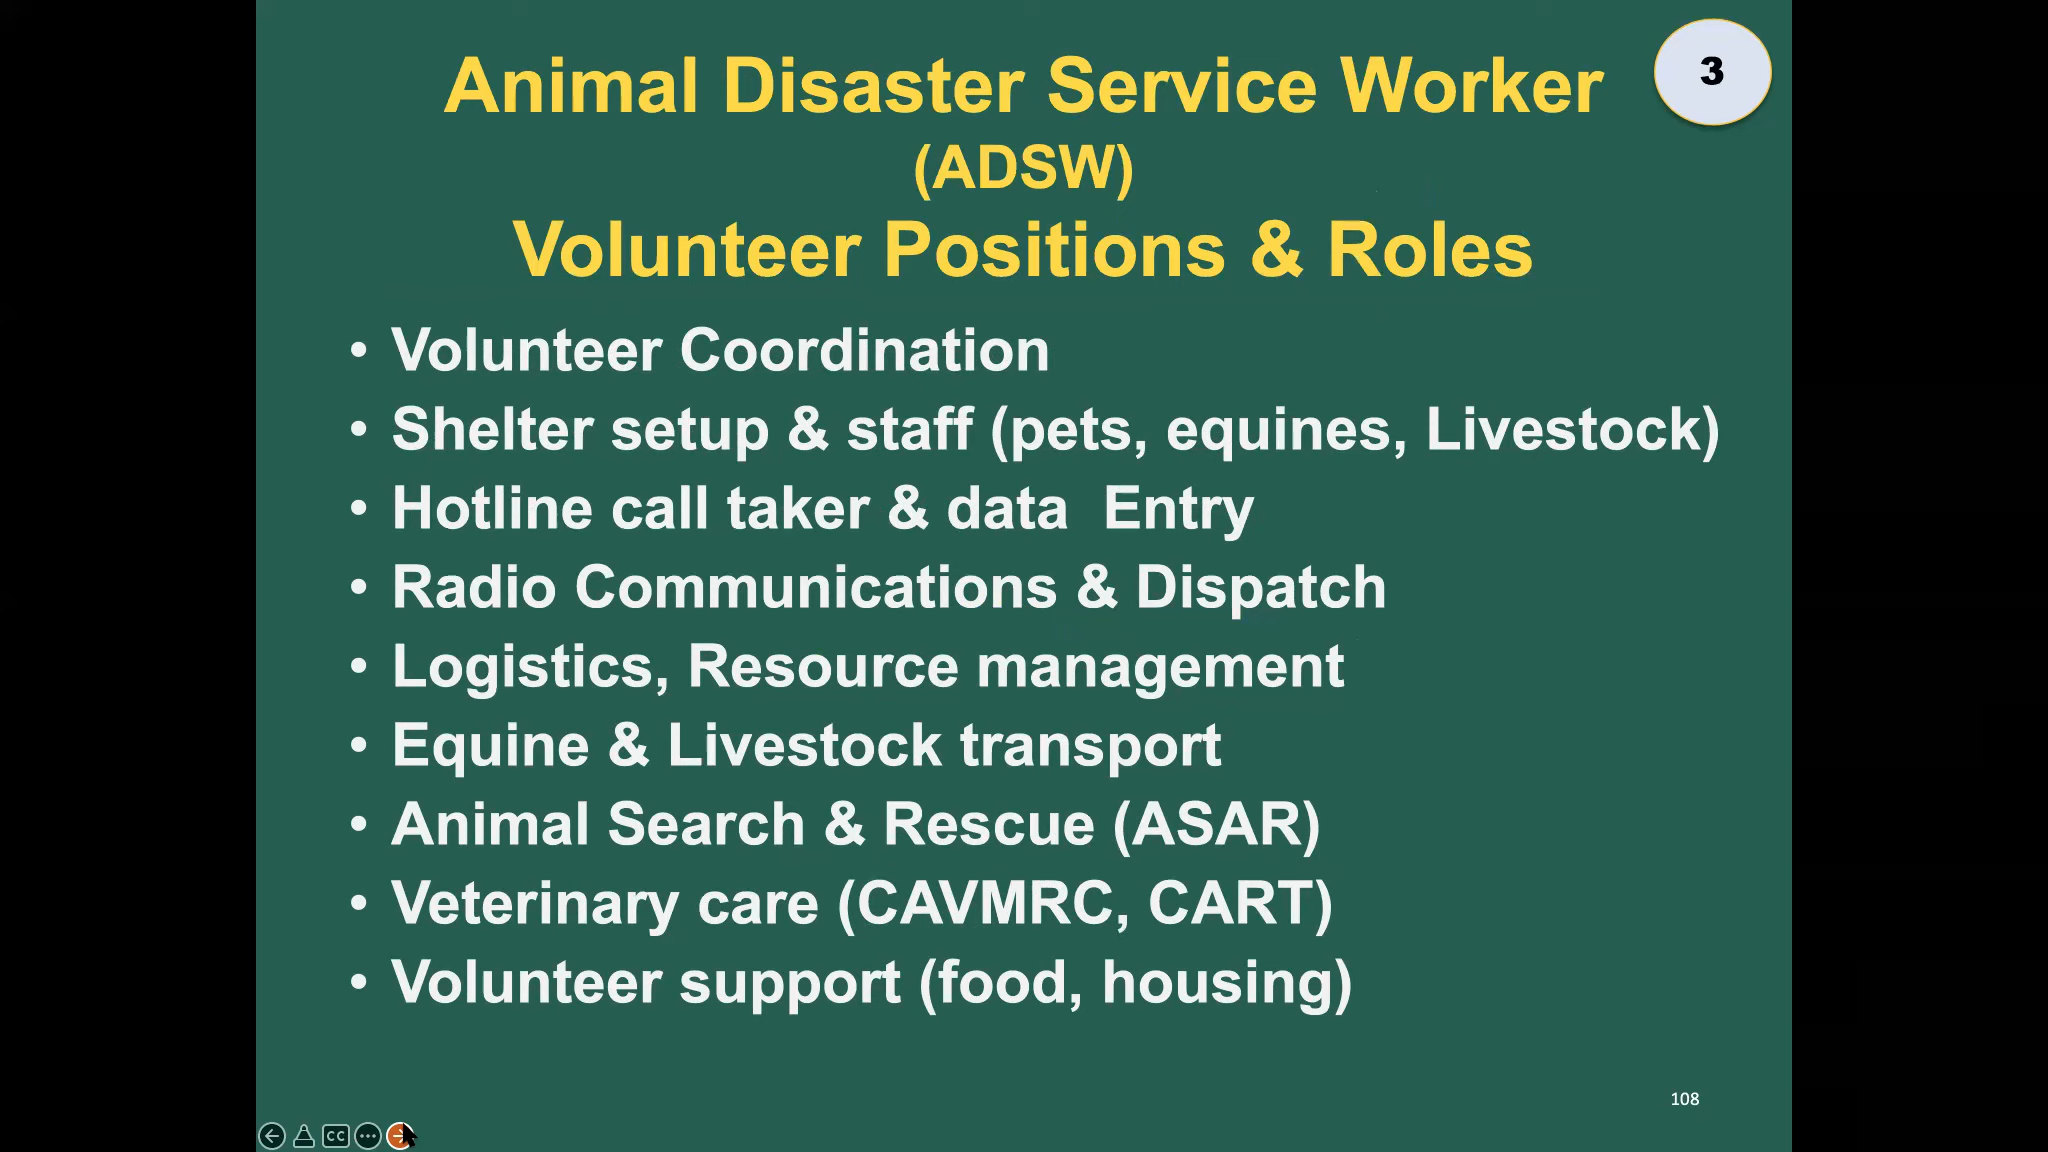 Animal Disaster Service Worker
3
(ADSW)
Volunteer Positions & Roles
• Volunteer Coordination
• Shelter setup & staff (pets, equines, Livestock)
• Hotline call taker & data  Entry
• Radio Communications & Dispatch
• Logistics, Resource management
• Equine & Livestock transport
• Animal Search & Rescue (ASAR)
• Veterinary care (CAVMRC, CART)
• Volunteer support (food, housing)
108
CC